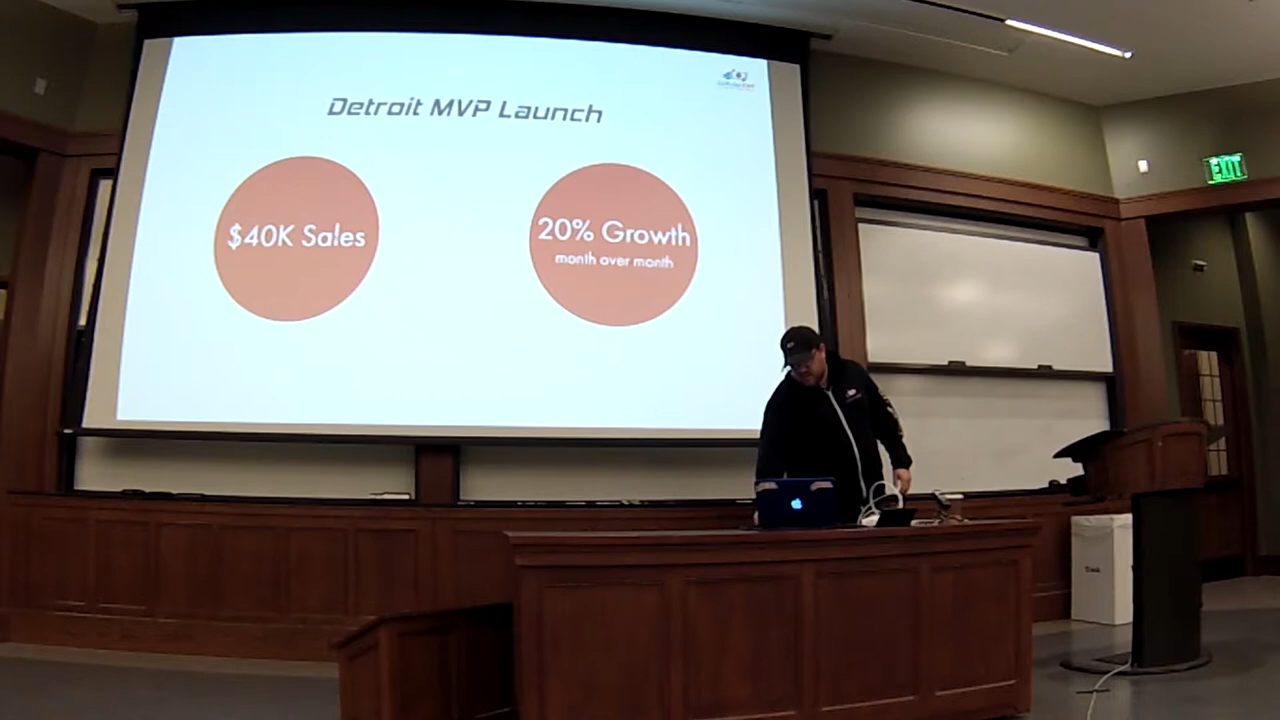 Detroit MVP Launch
$40K Sales
20% Growth
month over month
EXIT